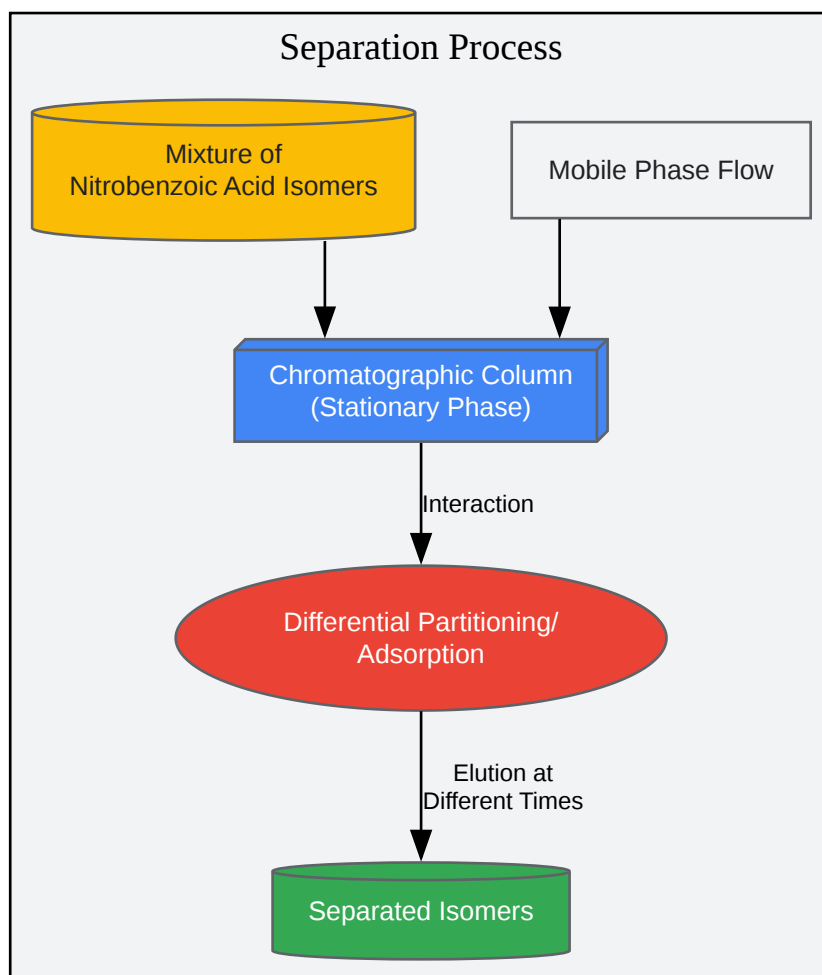 Separation Process
Mixture of
Nitrobenzoic Acid Isomers
Mobile Phase Flow
Chromatographic Column
(Stationary Phase)
Interaction
Differential Partitioning/
Adsorption
Elution at
Different Times
Separated Isomers